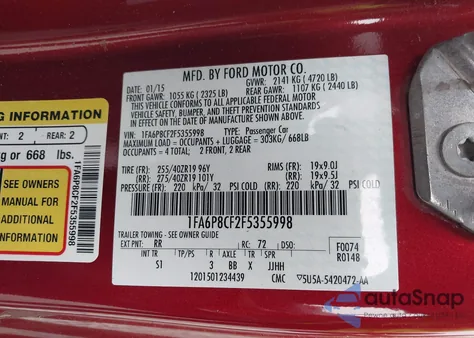 MFD. BY FORD MOTOR CO.
DATE: 01/15 GVWR: 2141 KG ( 4720 LB)
FRONT GAWR: 1055 KG ( 2325 LB) REAR GAWR: 1107 KG ( 2440 LB)
THIS VEHICLE CONFORMS TO ALL APPLICABLE FEDERAL MOTOR
VEHICLE SAFETY, BUMPER, AND THEFT PREVENTION STANDARDS
IN EFFECT ON THE DATE OF MANUFACTURE SHOWN ABOVE.
VIN: 1FA6P8CF2F5355998 TYPE: Passenger Car
MAXIMUM LOAD = OCCUPANTS + LUGGAGE = 303KG/ 668LB
OCCUPANTS = 4 TOTAL: 2 FRONT, 2 REAR
TIRE (FR): 255/40ZR19 96Y RIMS (FR): 19x9.0J
(RR): 275/40ZR19 101Y (RR): 19x9.5J
PRESSURE (FR): 220 kPa/ 32 PSI COLD (RR): 220 kPa/ 32 PSI COLD
1FA6P8CF2F5355998
TRAILER TOWING - SEE OWNER GUIDE
EXT PNT: RR RC: 72 DSO: F0074
R0148
INT TR TP/PS R AXLE TR SPR
S1 3 BB X JJHH
1201501234439 CMC 5U5A-5420472-AA
G INFORMATION
NT: 2 REAR: 2
kg or 668 lbs.
SEE OWNERS
MANUAL FOR
ADDITIONAL
INFORMATION
1FA6P8CF2F5355998
autoSnap